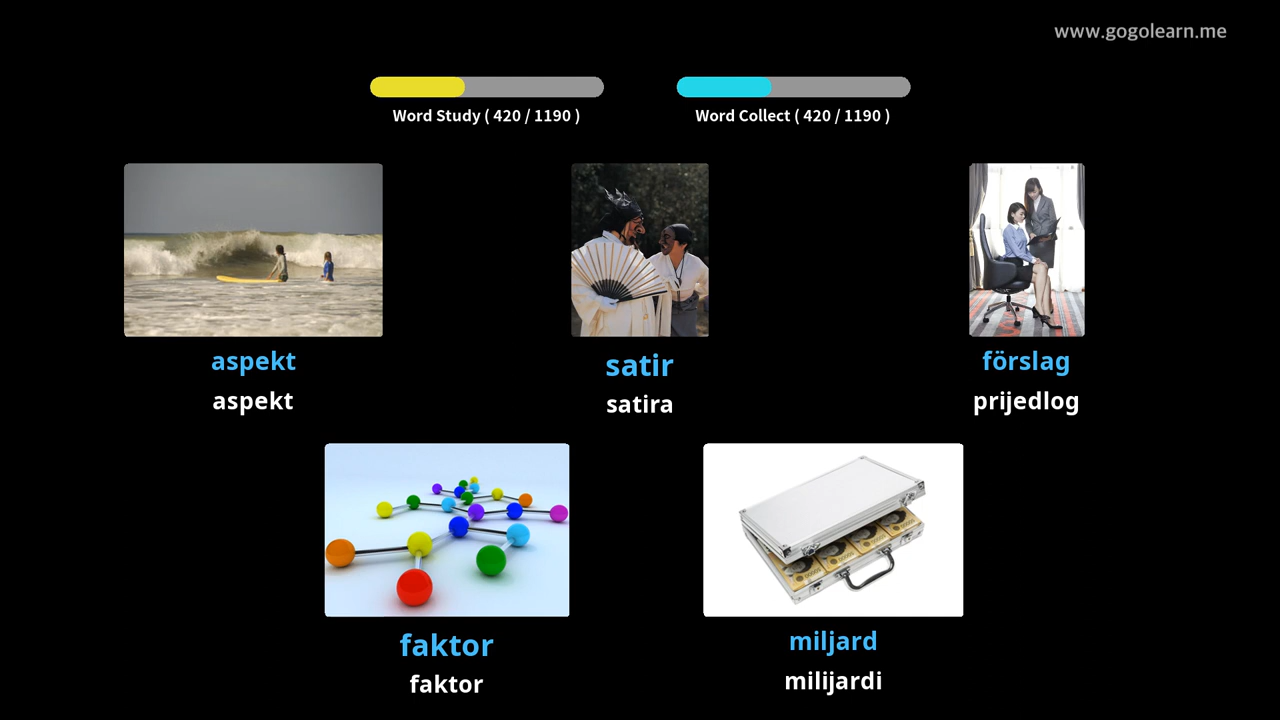 www.gogolearn.me
Word Study ( 420 / 1190 )
Word Collect ( 420 / 1190 )
aspekt
aspekt
satir
satira
förslag
prijedlog
faktor
faktor
miljard
milijardi